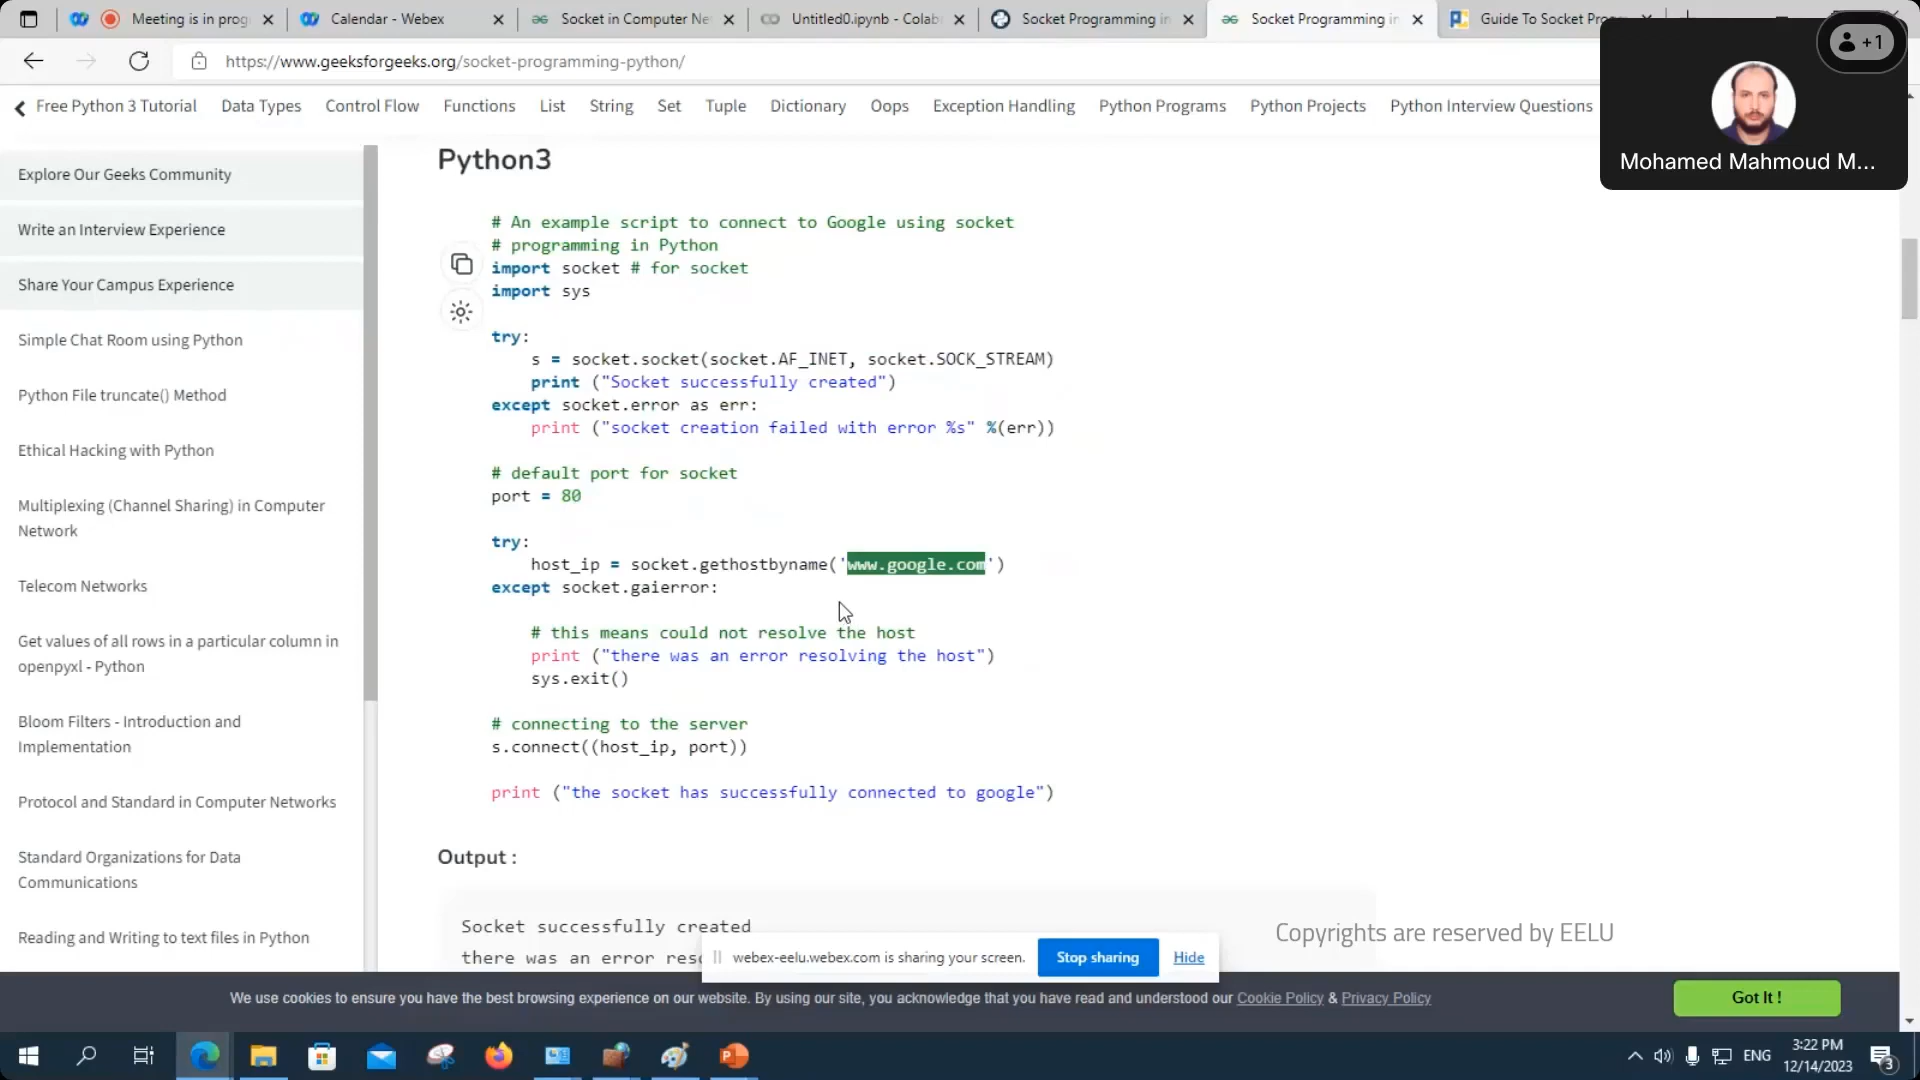 Meeting is in prog
Calendar - Webex
Socket in Computer Ne
Untitled0.ipynb - Colab
Socket Programming in
Socket Programming in
Guide To Socket Prog
https://www.geeksforgeeks.org/socket-programming-python/
+1
Mohamed Mahmoud M...
Free Python 3 Tutorial
Data Types
Control Flow
Functions
List
String
Set
Tuple
Dictionary
Oops
Exception Handling
Python Programs
Python Projects
Python Interview Questions
Explore Our Geeks Community
Write an Interview Experience
Share Your Campus Experience
Simple Chat Room using Python
Python File truncate() Method
Ethical Hacking with Python
Multiplexing (Channel Sharing) in Computer
Network
Telecom Networks
Get values of all rows in a particular column in
openpyxl - Python
Bloom Filters - Introduction and
Implementation
Protocol and Standard in Computer Networks
Standard Organizations for Data
Communications
Reading and Writing to text files in Python
Python3
# An example script to connect to Google using socket
# programming in Python
import socket # for socket
import sys
try:
s = socket.socket(socket.AF_INET, socket.SOCK_STREAM)
print ("Socket successfully created")
except socket.error as err:
print ("socket creation failed with error %s" %(err))
# default port for socket
port = 80
try:
host_ip = socket.gethostbyname('www.google.com')
except socket.gaierror:
# this means could not resolve the host
print ("there was an error resolving the host")
sys.exit()
# connecting to the server
s.connect((host_ip, port))
print ("the socket has successfully connected to google")
Output :
Socket successfully created
there was an error
Copyrights are reserved by EELU
webex-eelu.webex.com is sharing your screen.
Stop sharing
Hide
We use cookies to ensure you have the best browsing experience on our website. By using our site, you acknowledge that you have read and understood our Cookie Policy & Privacy Policy
Got It !
ENG
3:22 PM
12/14/2023
3